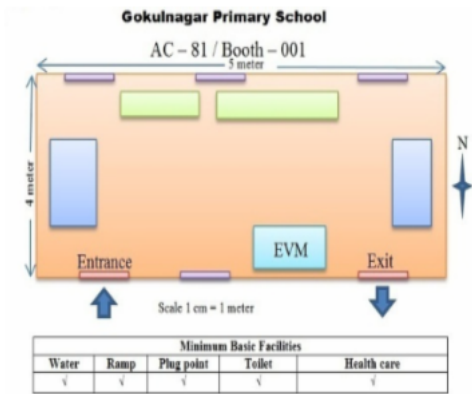 Gokulnagar Primary School
AC – 81 / Booth – 001
5 meter
4 meter
N
EVM
Entrance
Exit
Scale 1 cm = 1 meter
Minimum Basic Facilities
Water Ramp Plug point Toilet Health care
√ √ √ √ √